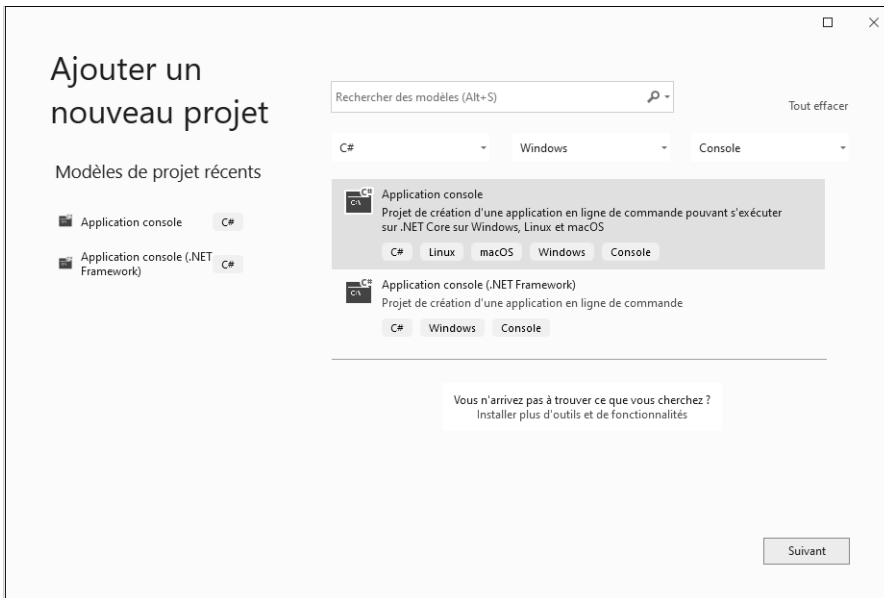 Ajouter un
nouveau projet
Modèles de projet récents
Application console C#
Application console (.NET
Framework) C#
Rechercher des modèles (Alt+S)
Tout effacer
C# Windows Console
C#
C:\
Application console
Projet de création d'une application en ligne de commande pouvant s'exécuter
sur .NET Core sur Windows, Linux et macOS
C# Linux macOS Windows Console
C#
C:\
Application console (.NET Framework)
Projet de création d'une application en ligne de commande
C# Windows Console
Vous n'arrivez pas à trouver ce que vous cherchez ?
Installer plus d'outils et de fonctionnalités
Suivant